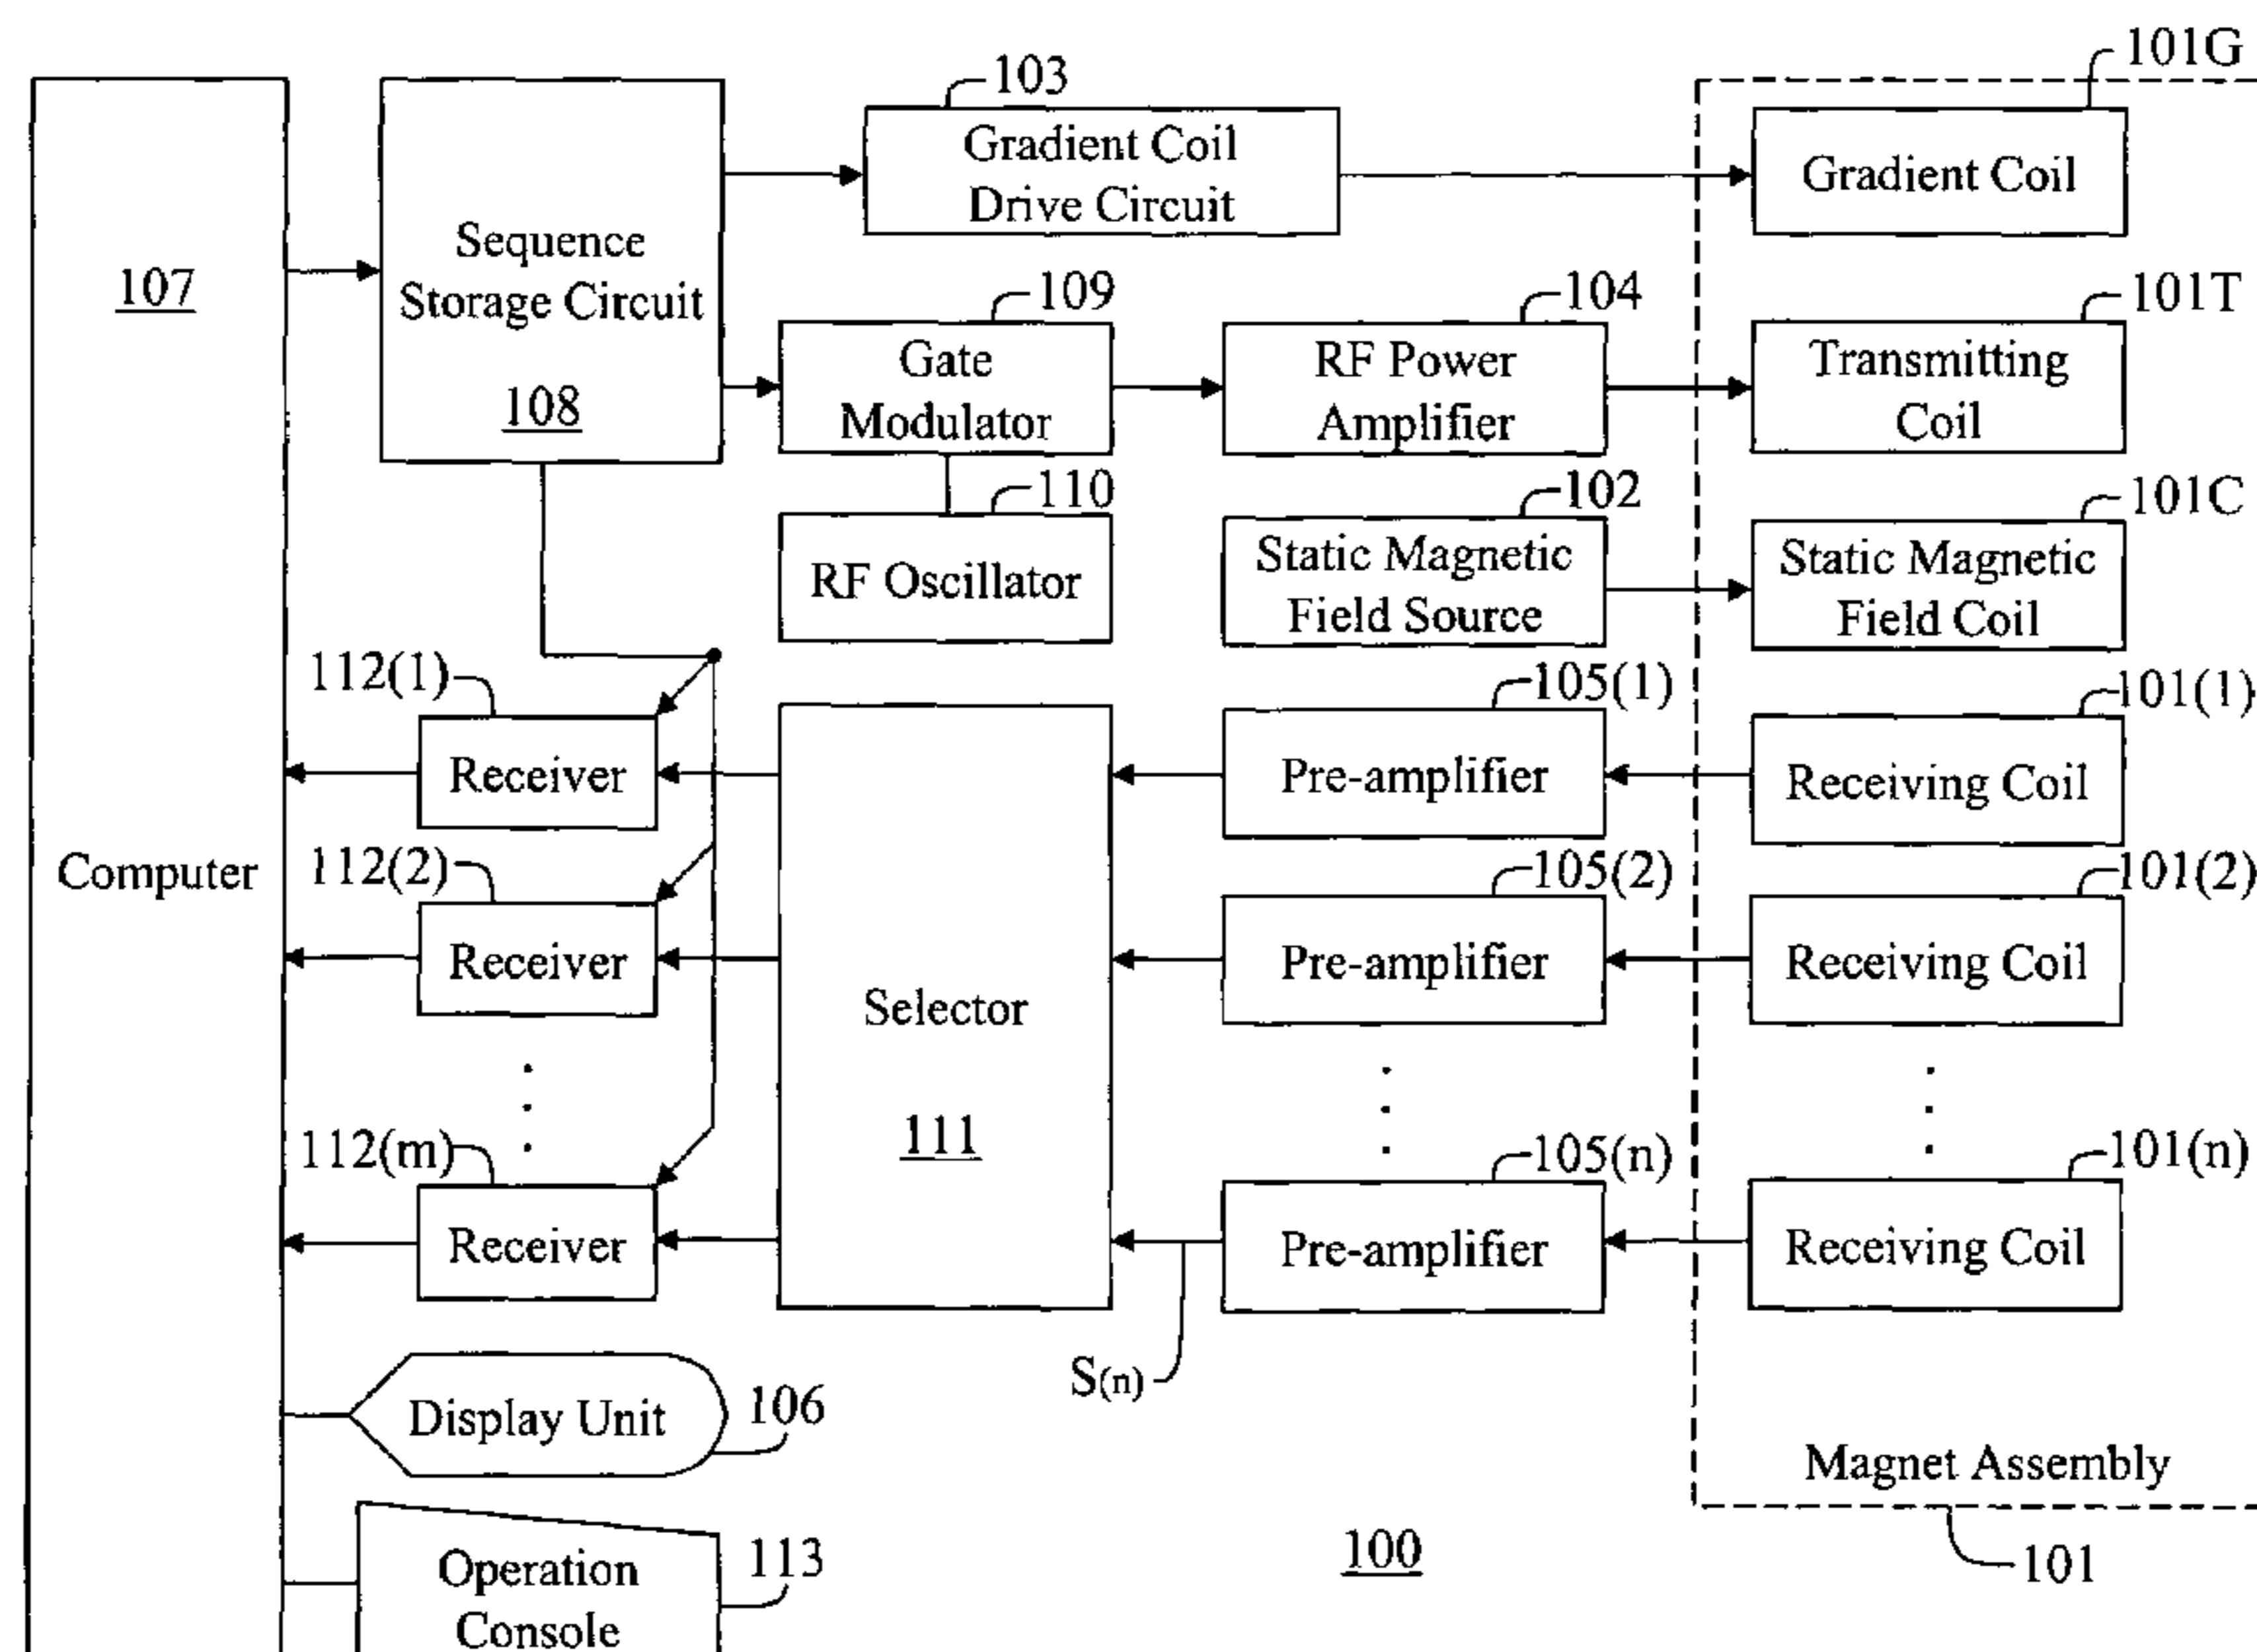 101G
103
Gradient Coil
Drive Circuit
Gradient Coil
107
Sequence
Storage Circuit
108
109
104
101T
Gate
Modulator
RF Power
Amplifier
Transmitting
Coil
110
102
101C
RF Oscillator
Static Magnetic
Field Source
Static Magnetic
Field Coil
112(1)
105(1)
101(1)
Receiver
Pre-amplifier
Receiving Coil
Computer
112(2)
105(2)
101(2)
Receiver
Selector
Pre-amplifier
Receiving Coil
111
112(m)
105(n)
101(n)
Receiver
Pre-amplifier
Receiving Coil
S(n)
Display Unit
106
Magnet Assembly
101
100
Operation
Console
113